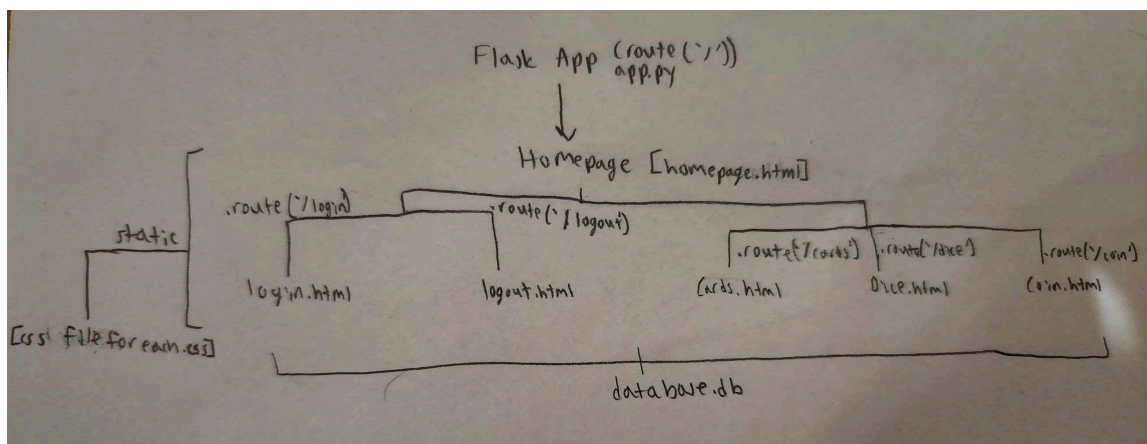 Flask App (route('/'))
app.py
Homepage [homepage.html]
.route('/login')
.route('/logout')
static
.route('/cards')
.route('/dice')
.route('/coin')
login.html
logout.html
Cards.html
Dice.html
Coin.html
[css file for each.css]
database.db